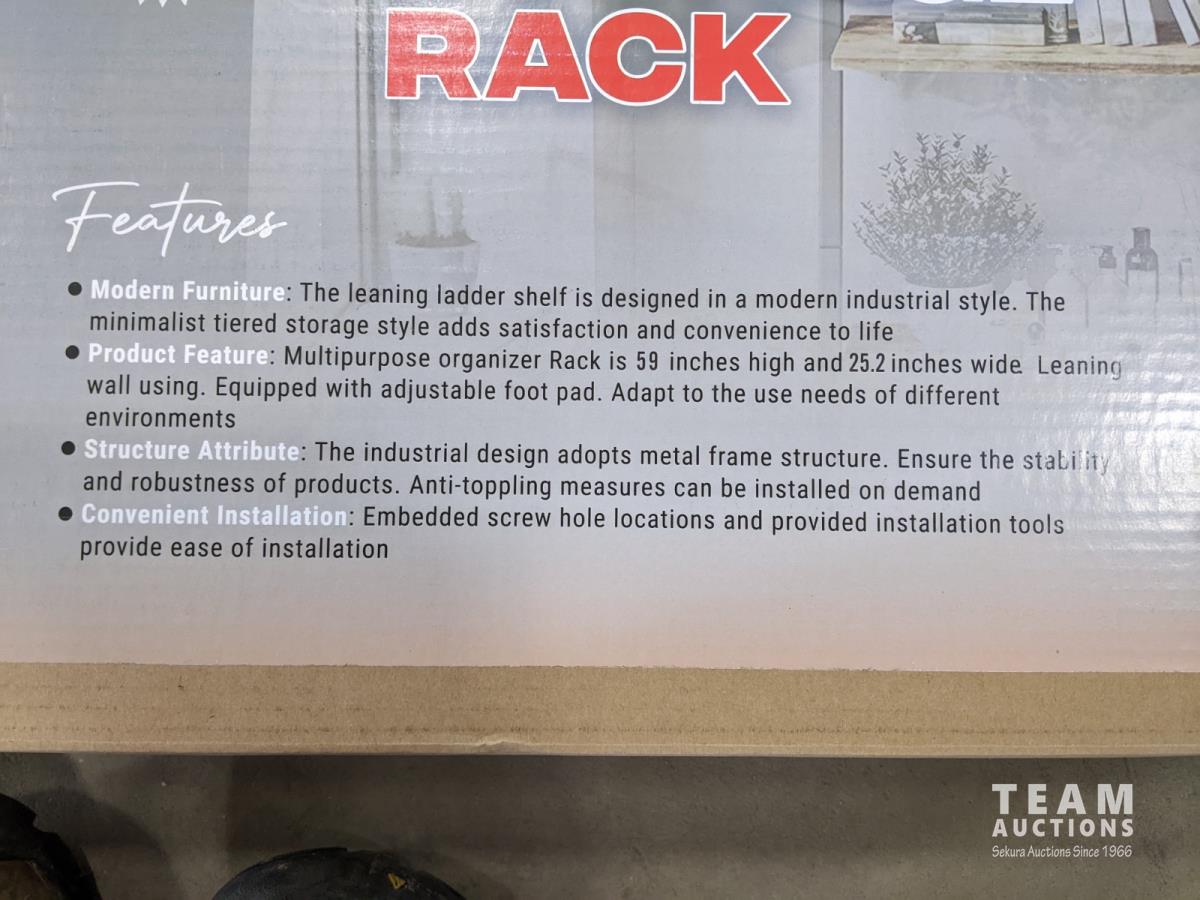 RACK
Features
● Modern Furniture: The leaning ladder shelf is designed in a modern industrial style. The
minimalist tiered storage style adds satisfaction and convenience to life
● Product Feature: Multipurpose organizer Rack is 59 inches high and 25.2 inches wide Leaning
wall using. Equipped with adjustable foot pad. Adapt to the use needs of different
environments
● Structure Attribute: The industrial design adopts metal frame structure. Ensure the stability
and robustness of products. Anti-toppling measures can be installed on demand
● Convenient Installation: Embedded screw hole locations and provided installation tools
provide ease of installation
TEAM
AUCTIONS
Sekura Auctions Since 1966